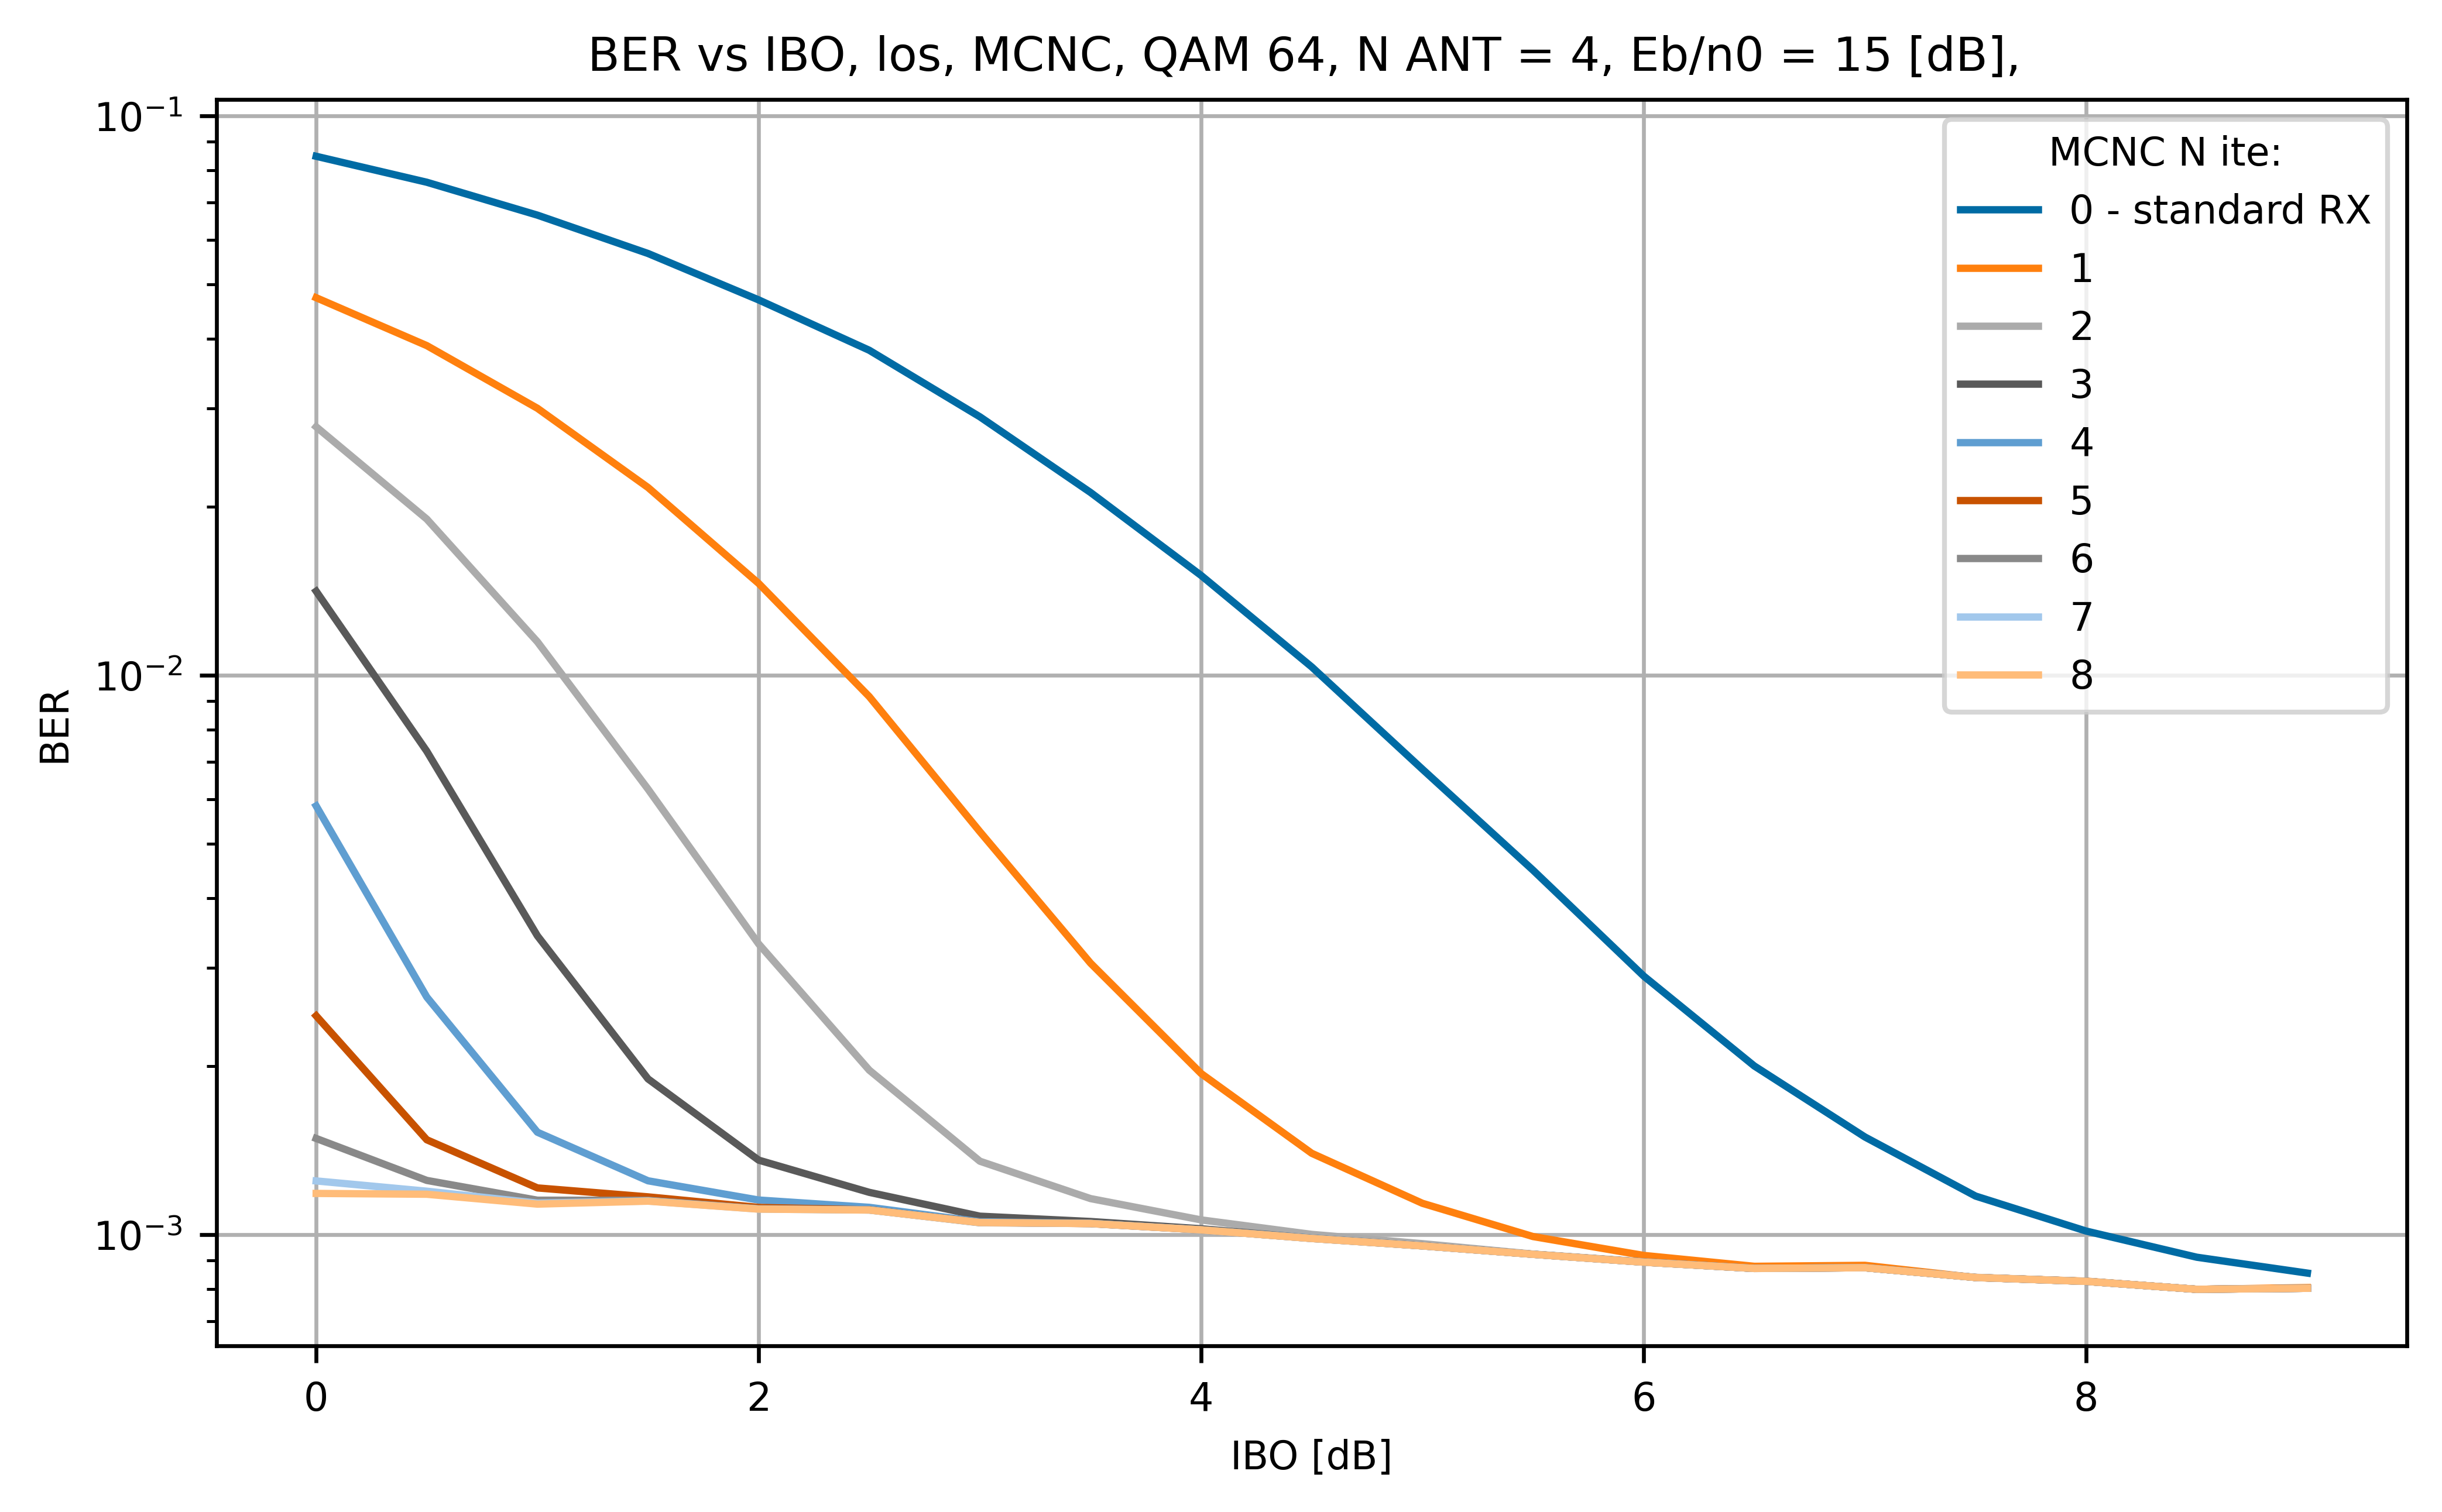 BER vs IBO, los, MCNC, QAM 64, N ANT = 4, Eb/n0 = 15 [dB],
10⁻¹
10⁻²
10⁻³
BER
MCNC N ite:
0 - standard RX
1
2
3
4
5
6
7
8
0 2 4 6 8
IBO [dB]